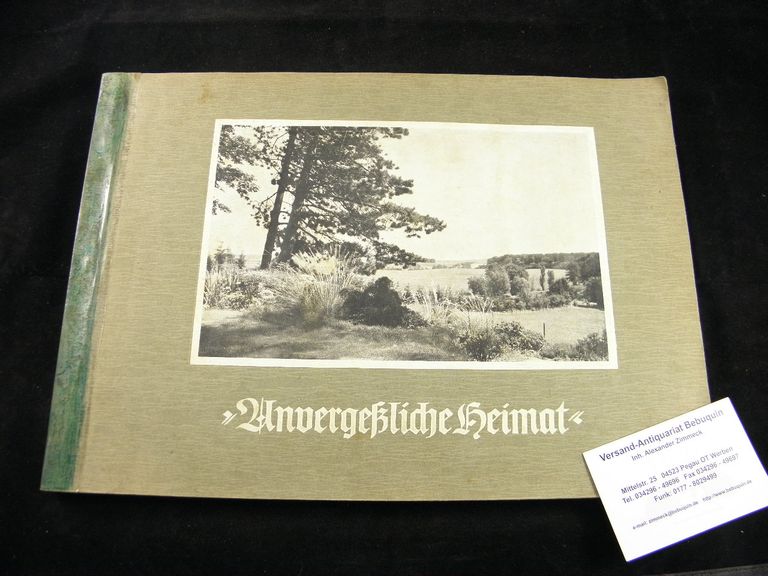 »Unvergeßliche Heimat«
Versand-Antiquariat Bebuquin
Inh. Alexander Zimmeck
Mittelstr. 25 04523 Pegau OT Werben
Tel. 034296 - 49696 Fax 034296 - 49697
Funk: 0177 - 8029499
e-mail: zimmeck@bebuquin.de http://www.bebuquin.de